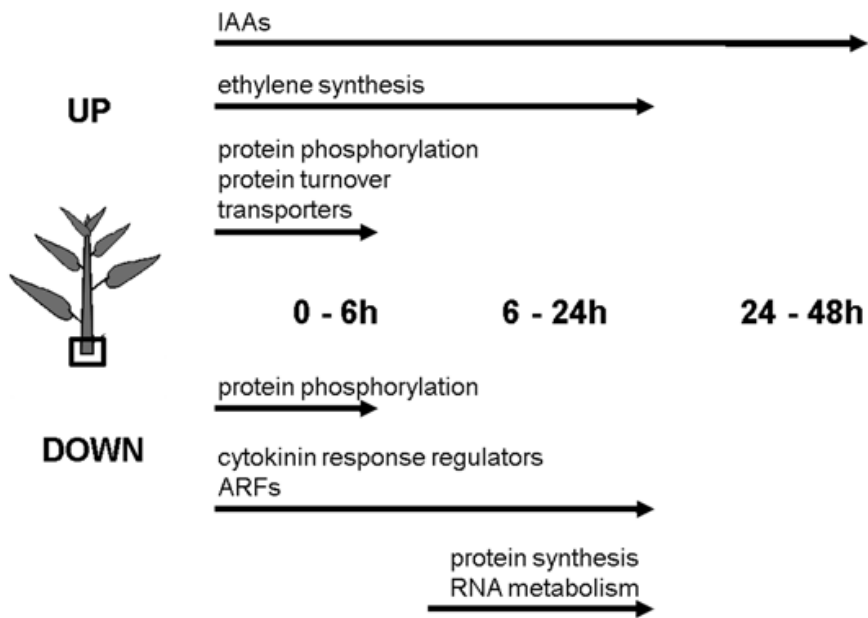 IAAs
ethylene synthesis
UP
protein phosphorylation
protein turnover
transporters
0 - 6h
6 - 24h
24 - 48h
protein phosphorylation
DOWN
cytokinin response regulators
ARFs
protein synthesis
RNA metabolism